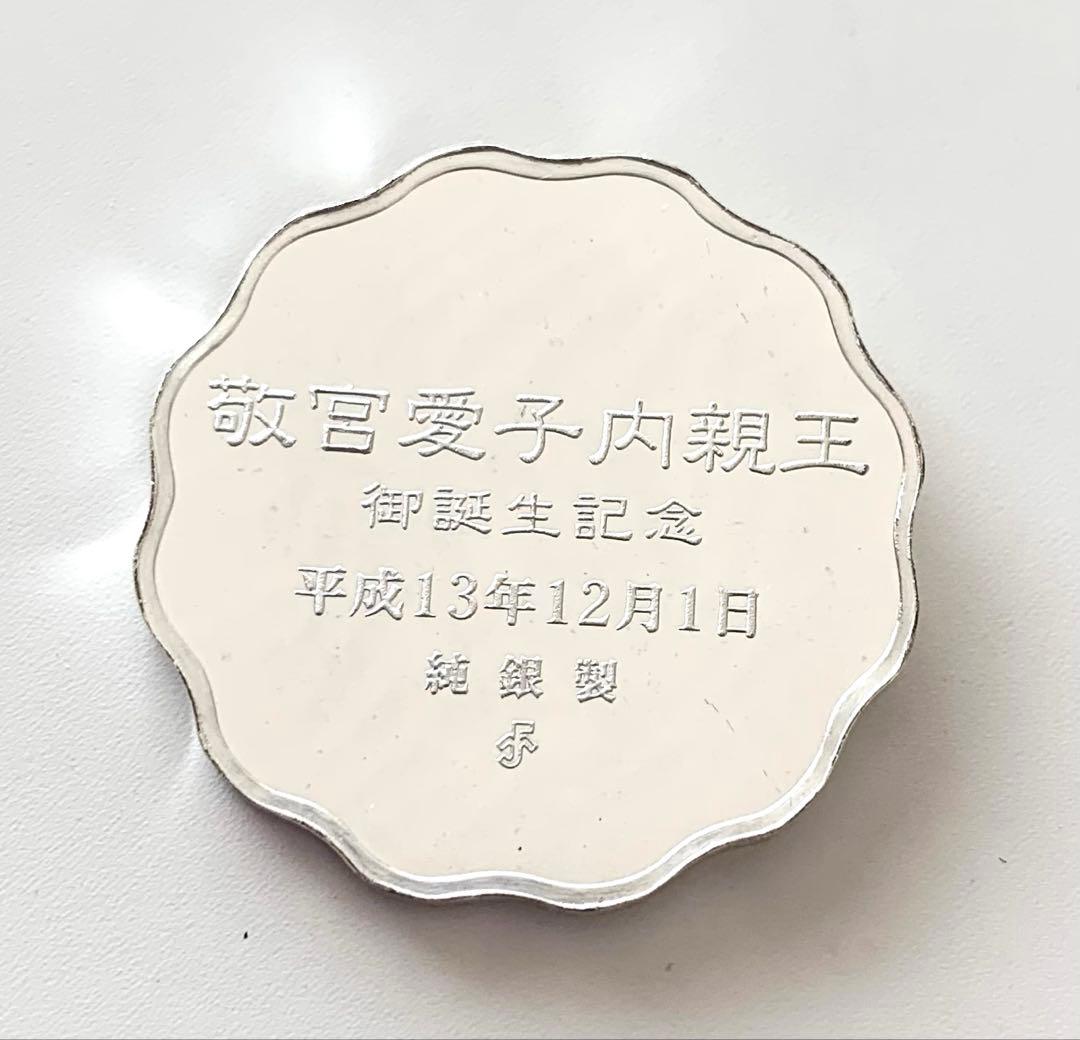 敬宮愛子内親王
御誕生記念
平成13年12月1日
純銀製